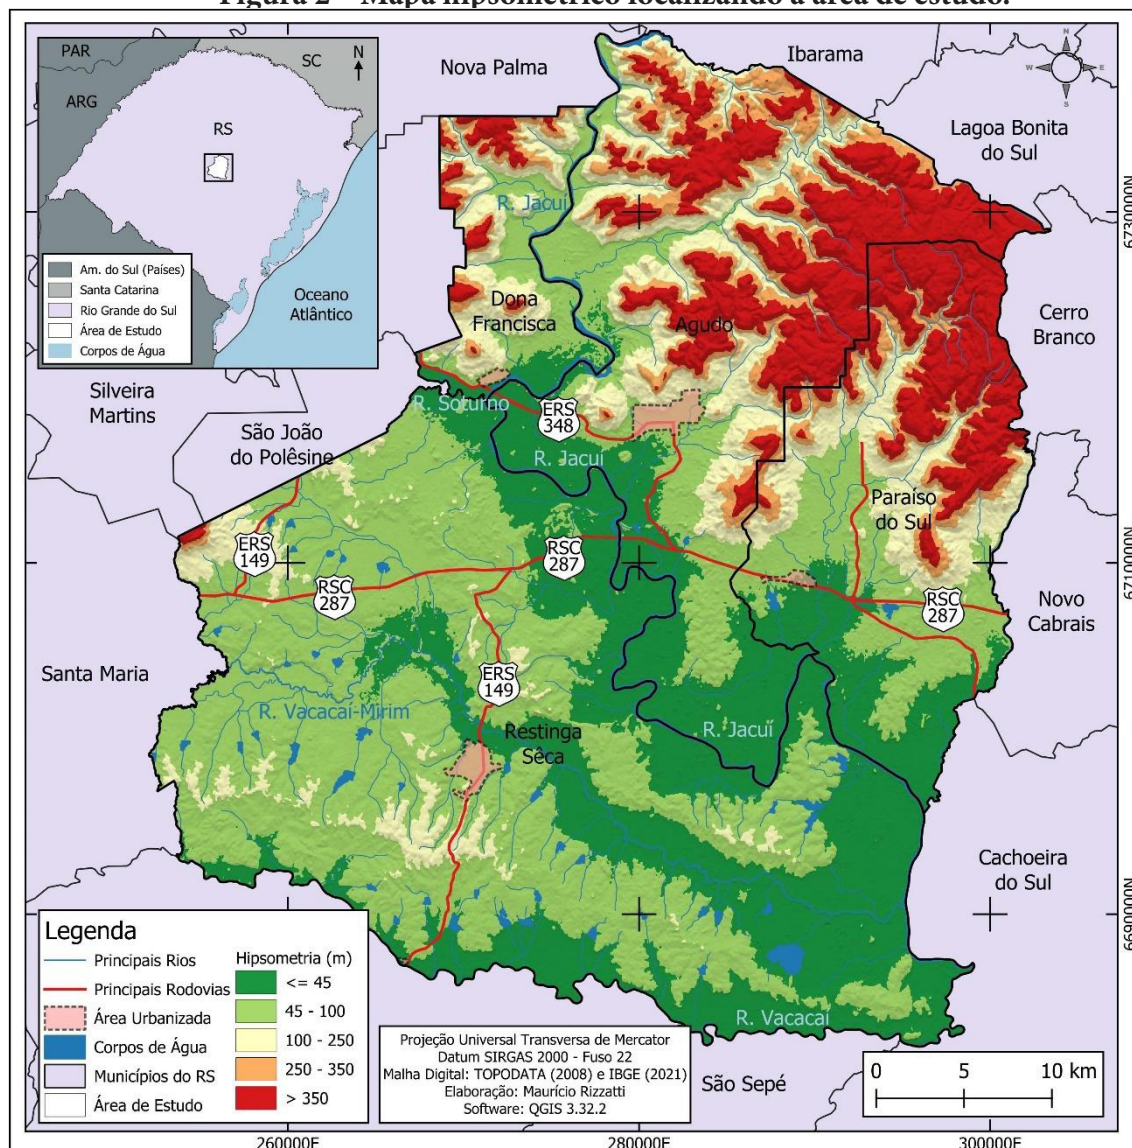 Figura 2 – Mapa hipsométrico localizando a área de estudo.
PAR
SC
N
ARG
RS
Oceano
Atlântico
Am. do Sul (Países)
Santa Catarina
Rio Grande do Sul
Área de Estudo
Corpos de Água
Nova Palma
Ibarama
N
W
E
S
Lagoa Bonita
do Sul
R. Jacuí
6730000N
Dona
Francisca
Agudo
Cerro
Branco
Silveira
Martins
R. Soturno
ERS
348
São João
do Polêsine
R. Jacuí
Paraíso
do Sul
ERS
149
RSC
287
RSC
287
RSC
287
6710000N
Novo
Cabrais
Santa Maria
ERS
149
R. Vacacaí-Mirim
Restinga
Sêca
R. Jacuí
Cachoeira
do Sul
6690000N
R. Vacacaí
São Sepé
Legenda
Principais Rios
Principais Rodovias
Área Urbanizada
Corpos de Água
Municípios do RS
Área de Estudo
Hipsometria (m)
<= 45
45 - 100
100 - 250
250 - 350
> 350
Projeção Universal Transversa de Mercator
Datum SIRGAS 2000 - Fuso 22
Malha Digital: TOPODATA (2008) e IBGE (2021)
Elaboração: Maurício Rizzatti
Software: QGIS 3.32.2
0 5 10 km
260000E 280000E 300000E